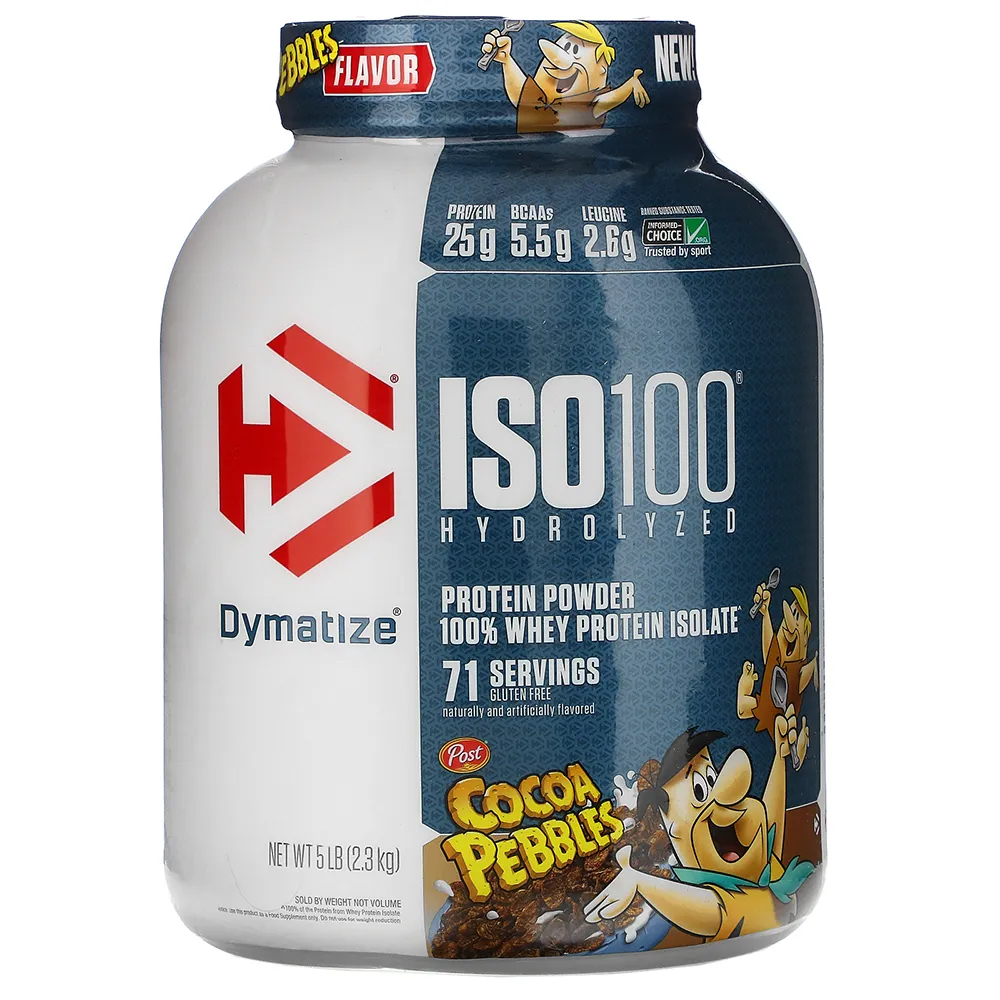 EBBLES
FLAVOR
NEW!
PROTEIN
25g
BCAAs
5.5g
LEUCINE
2.6g
BANNED SUBSTANCE TESTED
INFORMED-
CHOICE
.ORG
Trusted by sport
ISO100®
HYDROLYZED
Dymatize®
PROTEIN POWDER
100% WHEY PROTEIN ISOLATE^
71 SERVINGS
GLUTEN FREE
naturally and artificially flavored
Post
COCOA
PEBBLES
NET WT 5 LB (2.3 kg)
SOLD BY WEIGHT NOT VOLUME
^100% of the Protein from Whey Protein Isolate.
Use this product as a Food Supplement only. Do not use for weight reduction